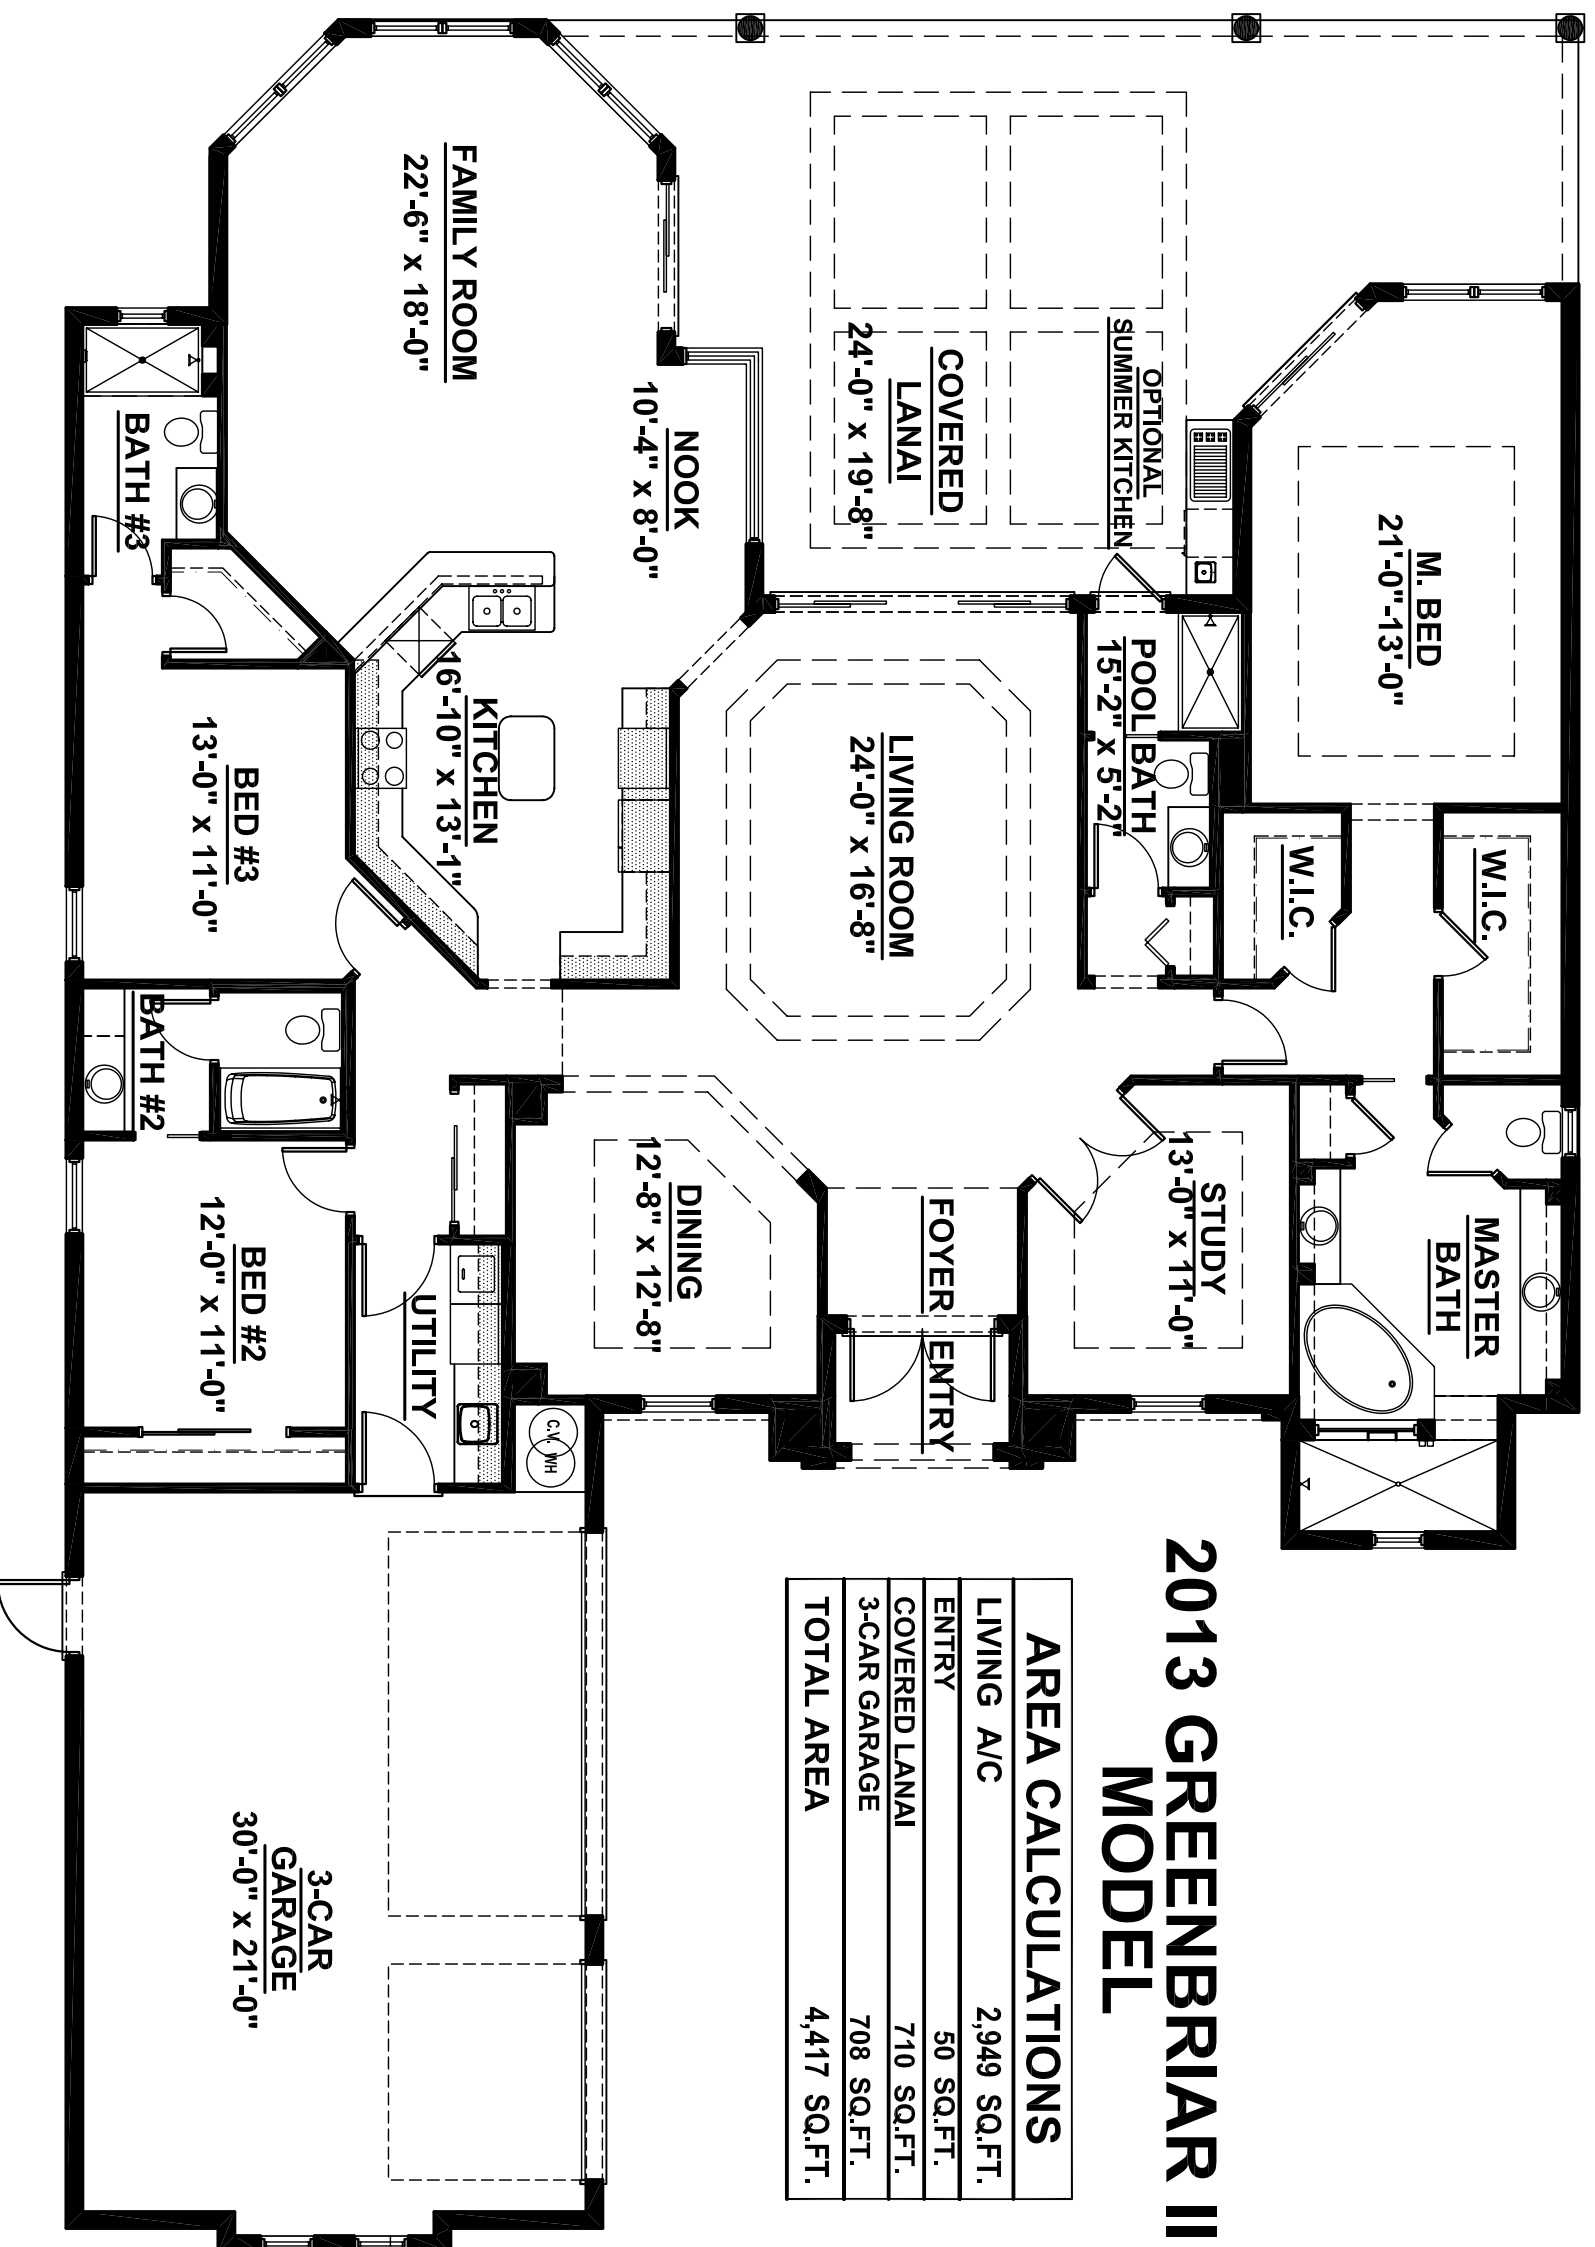 M. BED
21'-0"-13'-0"
W.I.C.
W.I.C.
MASTER
BATH
OPTIONAL
SUMMER KITCHEN
POOL BATH
15'-2" x 5'-2"
STUDY
13'-0" x 11'-0"
COVERED
LANAI
24'-0" x 19'-8"
LIVING ROOM
24'-0" x 16'-8"
FOYER
ENTRY
NOOK
10'-4" x 8'-0"
DINING
12'-8" x 12'-8"
FAMILY ROOM
22'-6" x 18'-0"
KITCHEN
16'-10" x 13'-1"
UTILITY
C.V.
WH
BATH #3
BED #3
13'-0" x 11'-0"
BATH #2
BED #2
12'-0" x 11'-0"
3-CAR
GARAGE
30'-0" x 21'-0"
2013 GREENBRIAR II
MODEL
AREA CALCULATIONS
LIVING A/C 2,949 SQ.FT.
ENTRY 50 SQ.FT.
COVERED LANAI 710 SQ.FT.
3-CAR GARAGE 708 SQ.FT.
TOTAL AREA 4,417 SQ.FT.